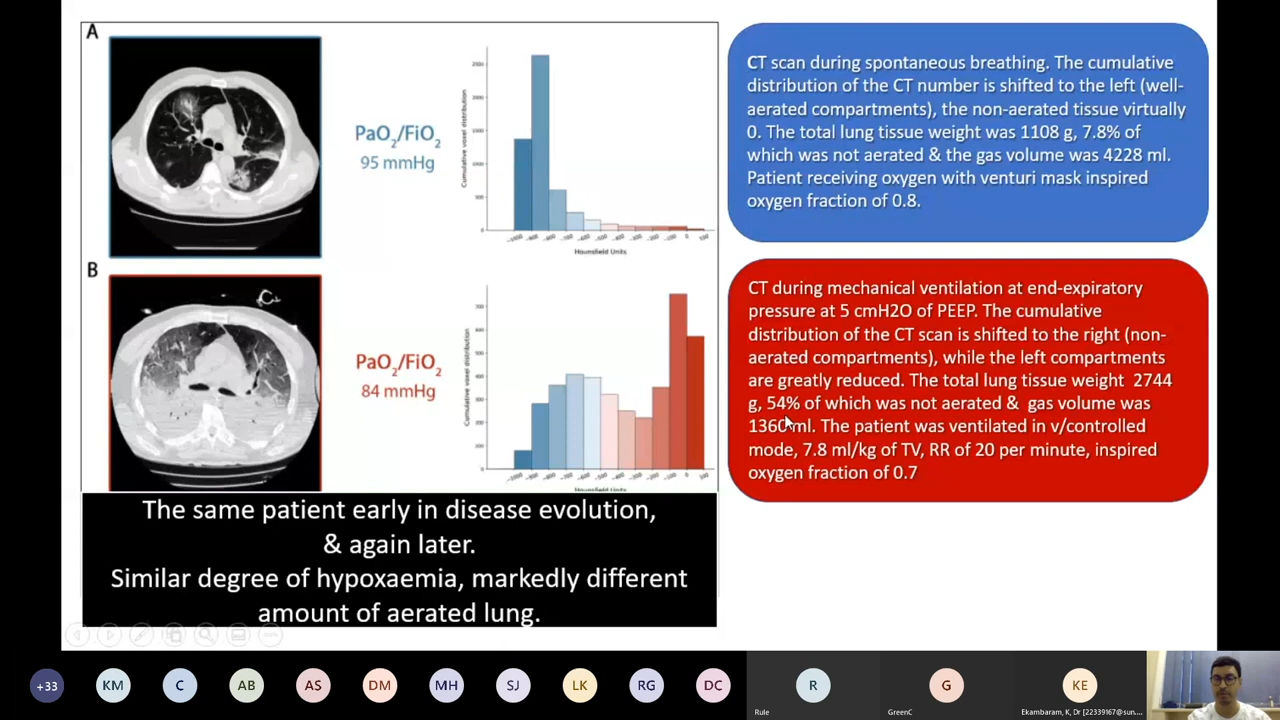 A
PaO2/FiO2
95 mmHg
Cumulative voxel distribution
Hounsfield Units
CT scan during spontaneous breathing. The cumulative
distribution of the CT number is shifted to the left (well-
aerated compartments), the non-aerated tissue virtually
0. The total lung tissue weight was 1108 g, 7.8% of
which was not aerated & the gas volume was 4228 ml.
Patient receiving oxygen with venturi mask inspired
oxygen fraction of 0.8.
B
PaO2/FiO2
84 mmHg
Cumulative voxel distribution
Hounsfield Units
CT during mechanical ventilation at end-expiratory
pressure at 5 cmH2O of PEEP. The cumulative
distribution of the CT scan is shifted to the right (non-
aerated compartments), while the left compartments
are greatly reduced. The total lung tissue weight 2744
g, 54% of which was not aerated & gas volume was
1360 ml. The patient was ventilated in v/controlled
mode, 7.8 ml/kg of TV, RR of 20 per minute, inspired
oxygen fraction of 0.7
The same patient early in disease evolution,
& again later.
Similar degree of hypoxaemia, markedly different
amount of aerated lung.
+33
KM
C
AB
AS
DM
MH
SJ
LK
RG
DC
R
G
KE
Rule
GreenC
Ekambaram, K, Dr [22339167@sun....